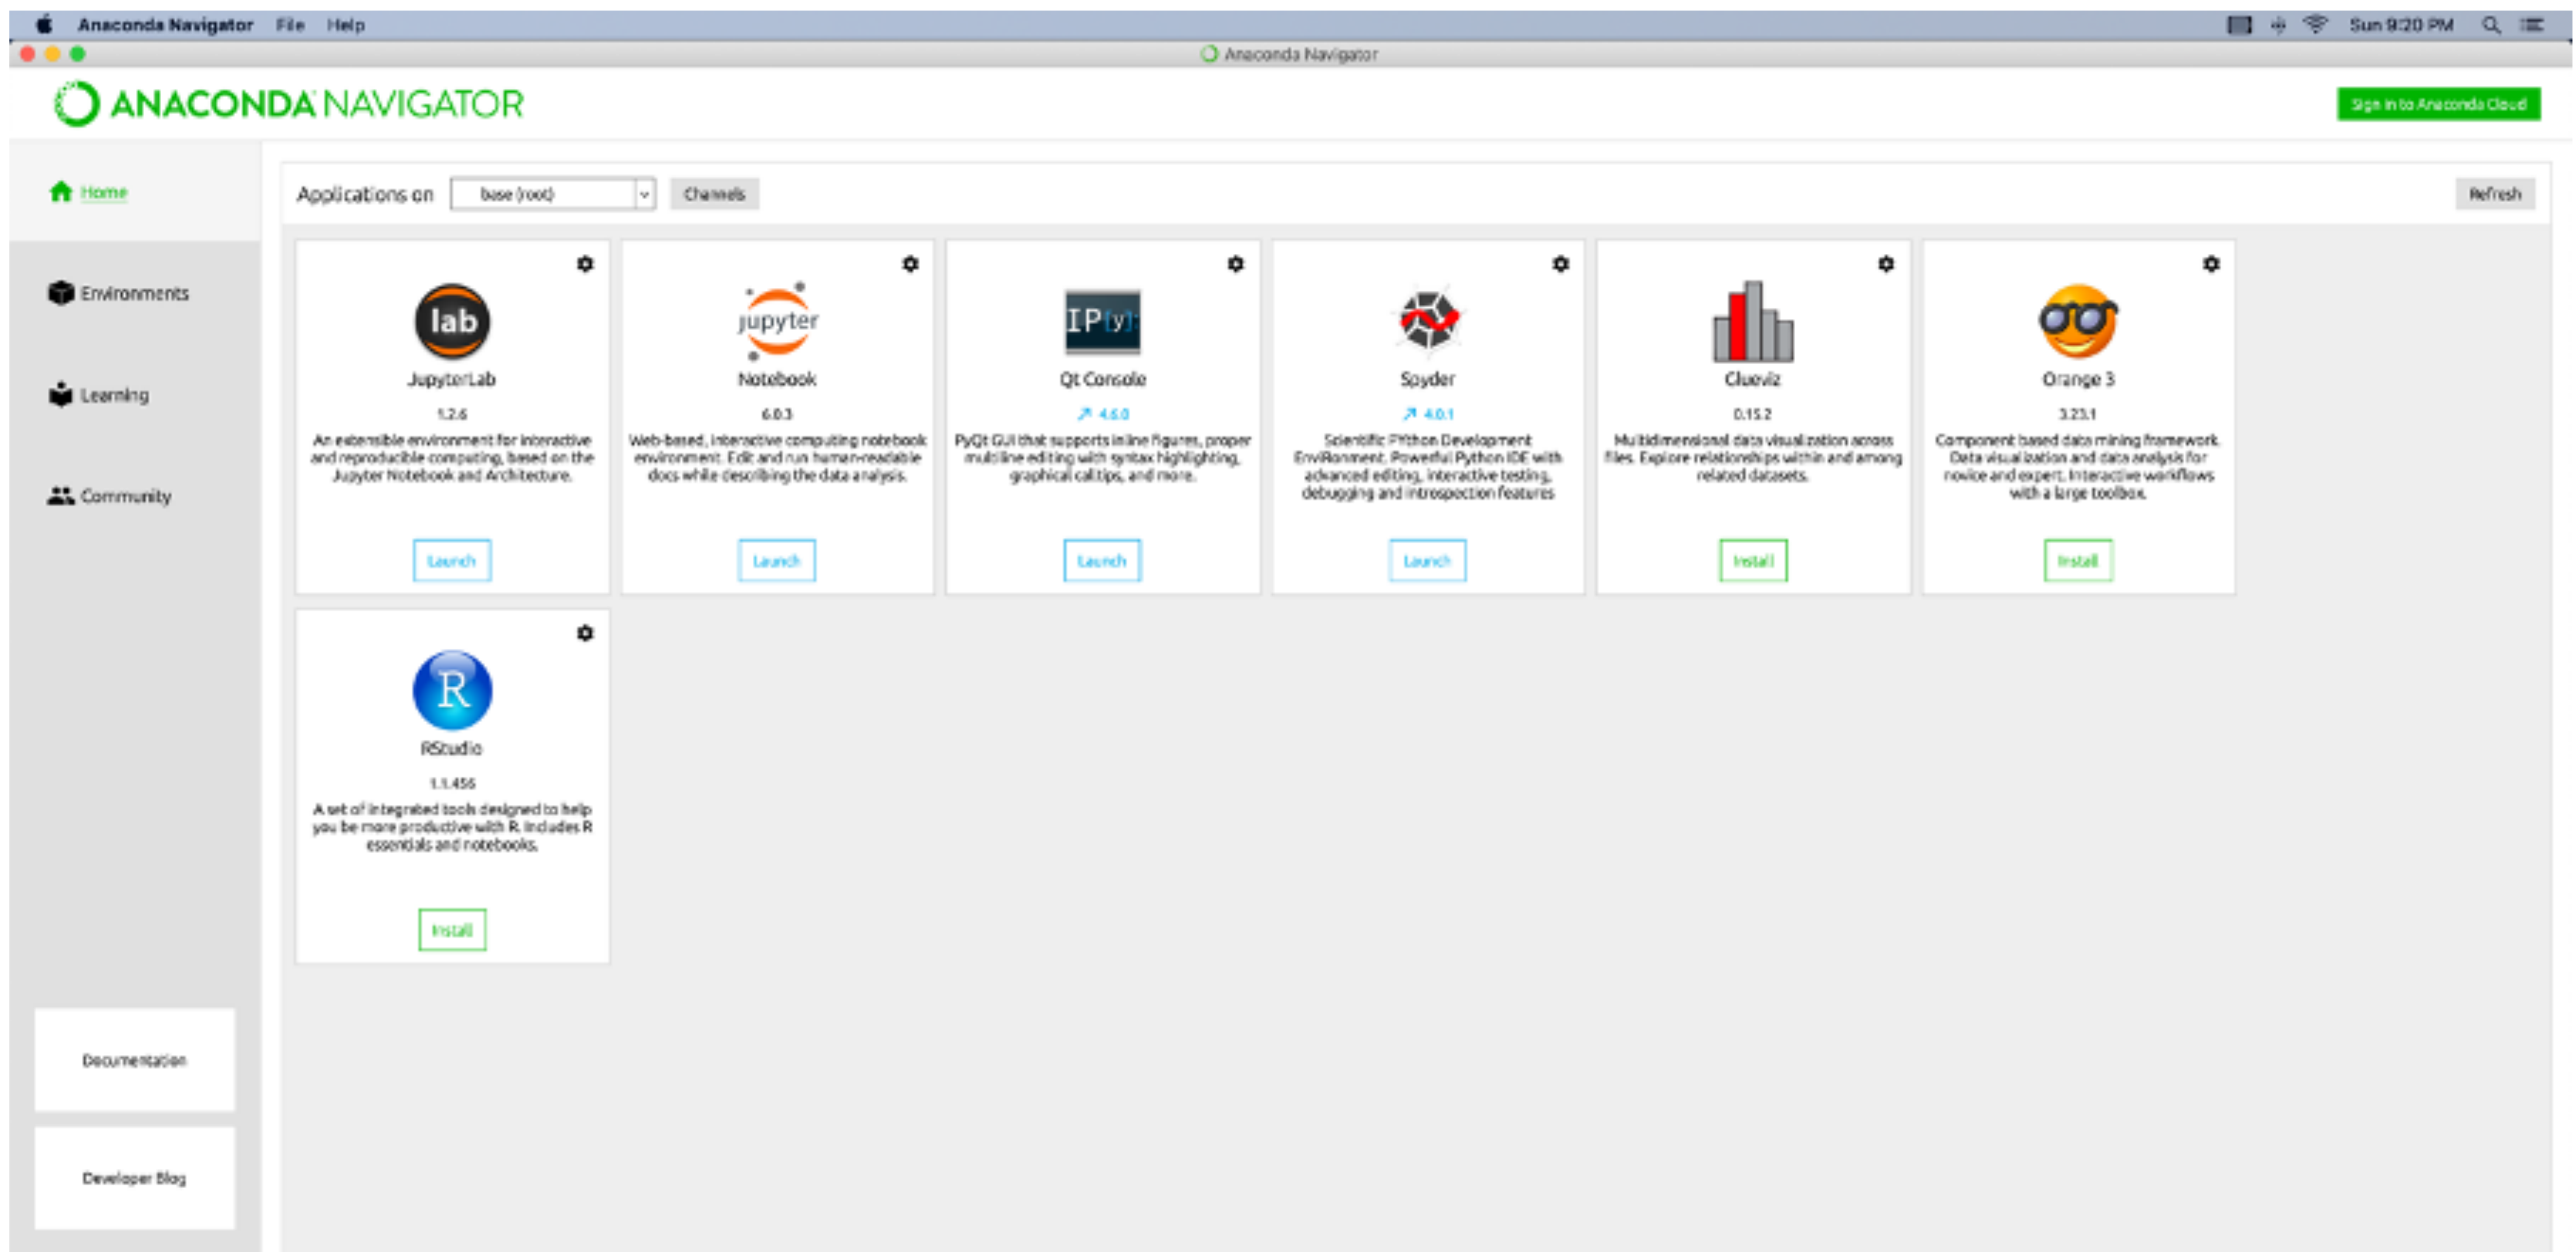 Anaconda Navigator File Help Sun 9:20 PM
Anaconda Navigator
ANACONDA NAVIGATOR
Sign in to Anaconda Cloud
Home
Environments
Learning
Community
Documentation
Developer Blog
Applications on base (root) Channels Refresh
lab
JupyterLab
1.2.6
An extensible environment for interactive
and reproducible computing, based on the
Jupyter Notebook and Architecture.
Launch
jupyter
Notebook
6.0.3
Web-based, interactive computing notebook
environment. Edit and run human-readable
docs while describing the data analysis.
Launch
IP[y]:
Qt Console
4.6.0
PyQt GUI that supports inline figures, proper
multiline editing with syntax highlighting,
graphical calltips, and more.
Launch
Spyder
4.0.1
Scientific PYthon Development
EnviRonment. Powerful Python IDE with
advanced editing, interactive testing,
debugging and introspection features
Launch
Glueviz
0.15.2
Multidimensional data visualization across
files. Explore relationships within and among
related datasets.
Install
Orange 3
3.23.1
Component based data mining framework.
Data visualization and data analysis for
novice and expert. Interactive workflows
with a large toolbox.
Install
R
RStudio
1.1.456
A set of integrated tools designed to help
you be more productive with R. Includes R
essentials and notebooks.
Install